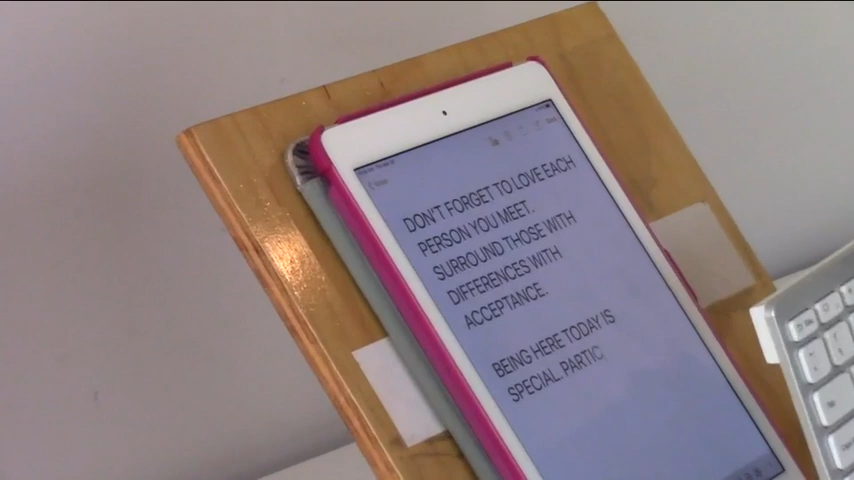 DON'T FORGET TO LOVE EACH
PERSON YOU MEET.
SURROUND THOSE WITH
DIFFERENCES WITH
ACCEPTANCE.
BEING HERE TODAY IS
SPECIAL. PARTIC